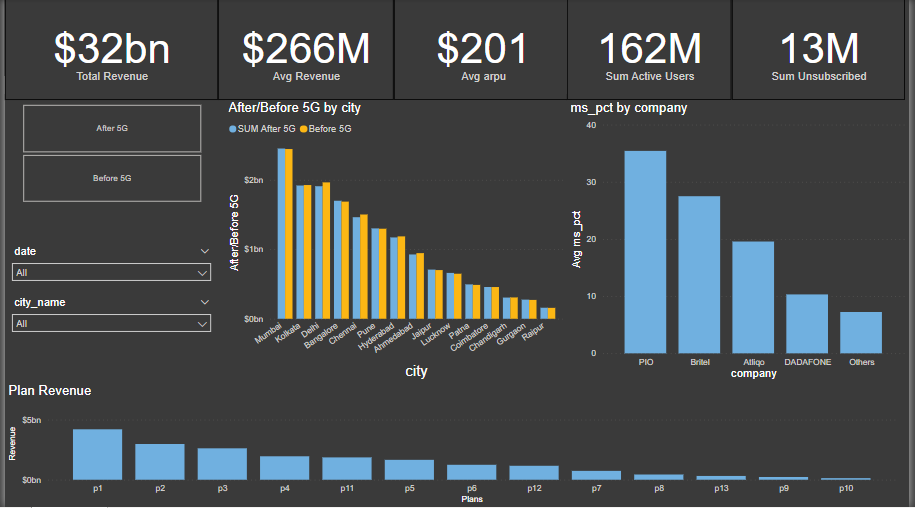 $32bn
Total Revenue
$266M
Avg Revenue
$201
Avg arpu
162M
Sum Active Users
13M
Sum Unsubscribed
After 5G
Before 5G
date
All
city_name
All
After/Before 5G by city
SUM After 5G Before 5G
After/Before 5G
$2bn
$1bn
$0bn
Mumbai
Kolkata
Delhi
Bangalore
Chennai
Pune
Hyderabad
Ahmedabad
Jaipur
Lucknow
Patna
Coimbatore
Chandigarh
Gurgaon
Raipur
city
ms_pct by company
Avg ms_pct
40
30
20
10
0
PIO Britel Atliqo DADAFONE Others
company
Plan Revenue
Revenue
$5bn
$0bn
p1 p2 p3 p4 p11 p5 p6 p12 p7 p8 p13 p9 p10
Plans